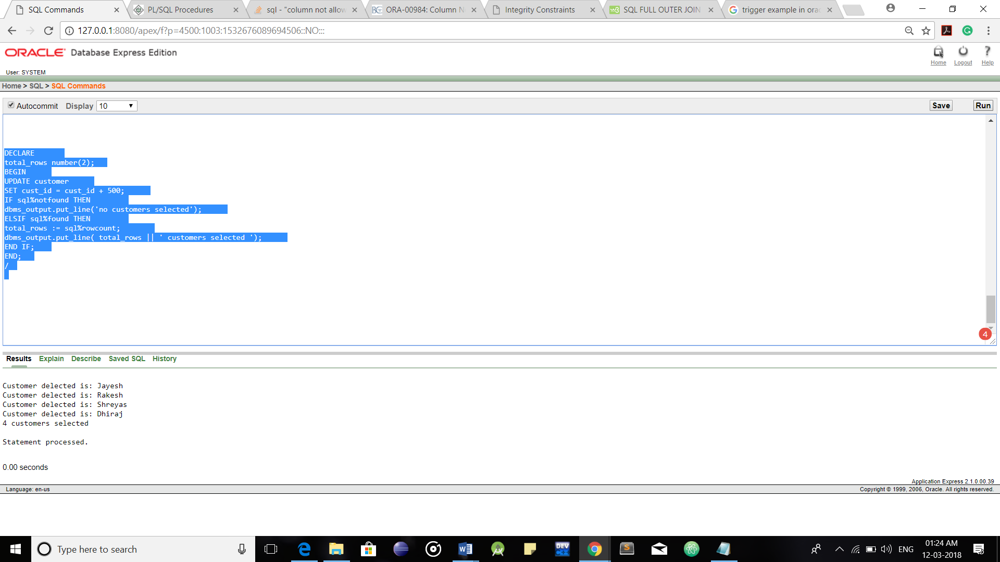 SQL Commands
PL/SQL Procedures
sql - "column not allow
ORA-00984: Column N
Integrity Constraints
SQL FULL OUTER JOIN
trigger example in orac
127.0.0.1:8080/apex/f?p=4500:1003:1532676089694506::NO:::
ORACLE Database Express Edition
Home Logout Help
User: SYSTEM
Home > SQL > SQL Commands
Autocommit Display 10 Save Run
DECLARE
total_rows number(2);
BEGIN
UPDATE customer
SET cust_id = cust_id + 500;
IF sql%notfound THEN
dbms_output.put_line('no customers selected');
ELSIF sql%found THEN
total_rows := sql%rowcount;
dbms_output.put_line( total_rows || ' customers selected ');
END IF;
END;
/
4
Results Explain Describe Saved SQL History
Customer delected is: Jayesh
Customer delected is: Rakesh
Customer delected is: Shreyas
Customer delected is: Dhiraj
4 customers selected
Statement processed.
0.00 seconds
Application Express 2.1.0.00.39
Language: en-us
Copyright © 1999, 2006, Oracle. All rights reserved.
Type here to search
DEV C++
ENG
01:24 AM
12-03-2018